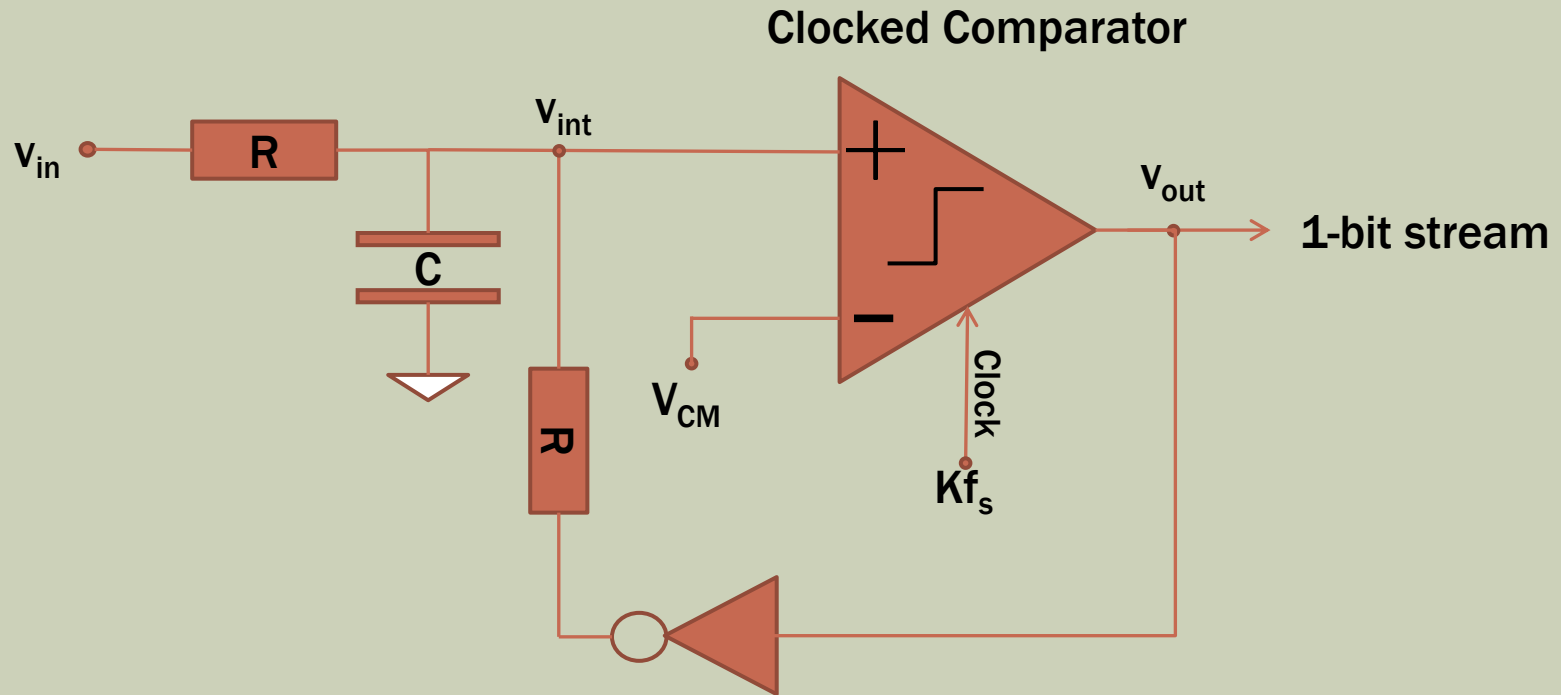 Clocked Comparator
v_int
v_in
R
+
v_out
1-bit stream
C
−
V_CM
Clock
Kf_s
R